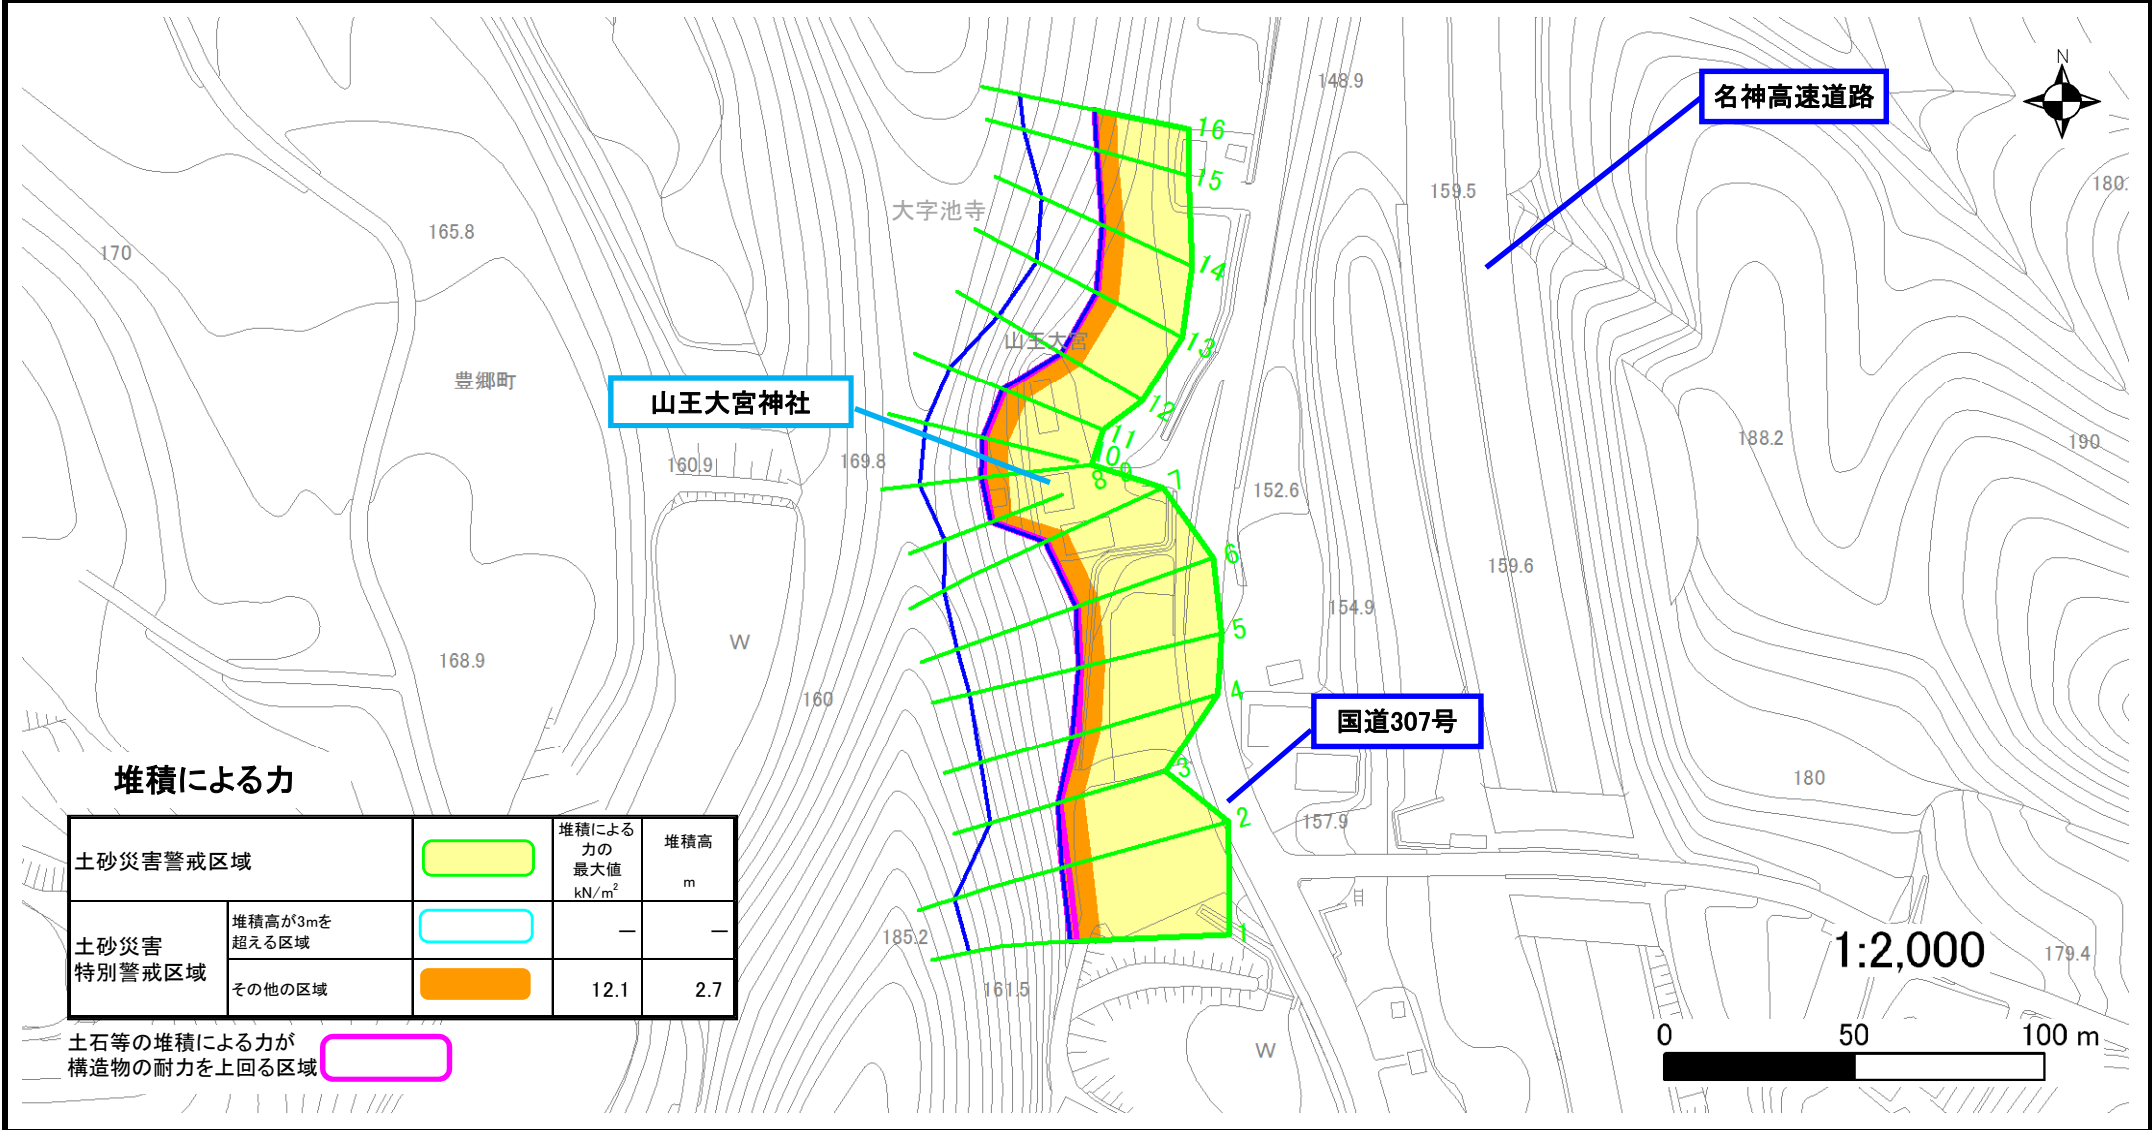 名神高速道路
N
148.9
16
15
159.5
180.
大字池寺
165.8
170
14
山王大宮
13
豊郷町
山王大宮神社
12
11
10
9
8
7
188.2
190
160.9
169.8
152.6
6
159.6
154.9
5
W
168.9
160
4
国道307号
3
180
2
157.9
1
185.2
161.5
W
179.4
堆積による力
土砂災害警戒区域
堆積による
力の
最大値
kN/m²
堆積高
m
土砂災害
特別警戒区域
堆積高が3mを
超える区域
―
―
その他の区域
12.1
2.7
土石等の堆積による力が
構造物の耐力を上回る区域
1:2,000
0 50 100 m